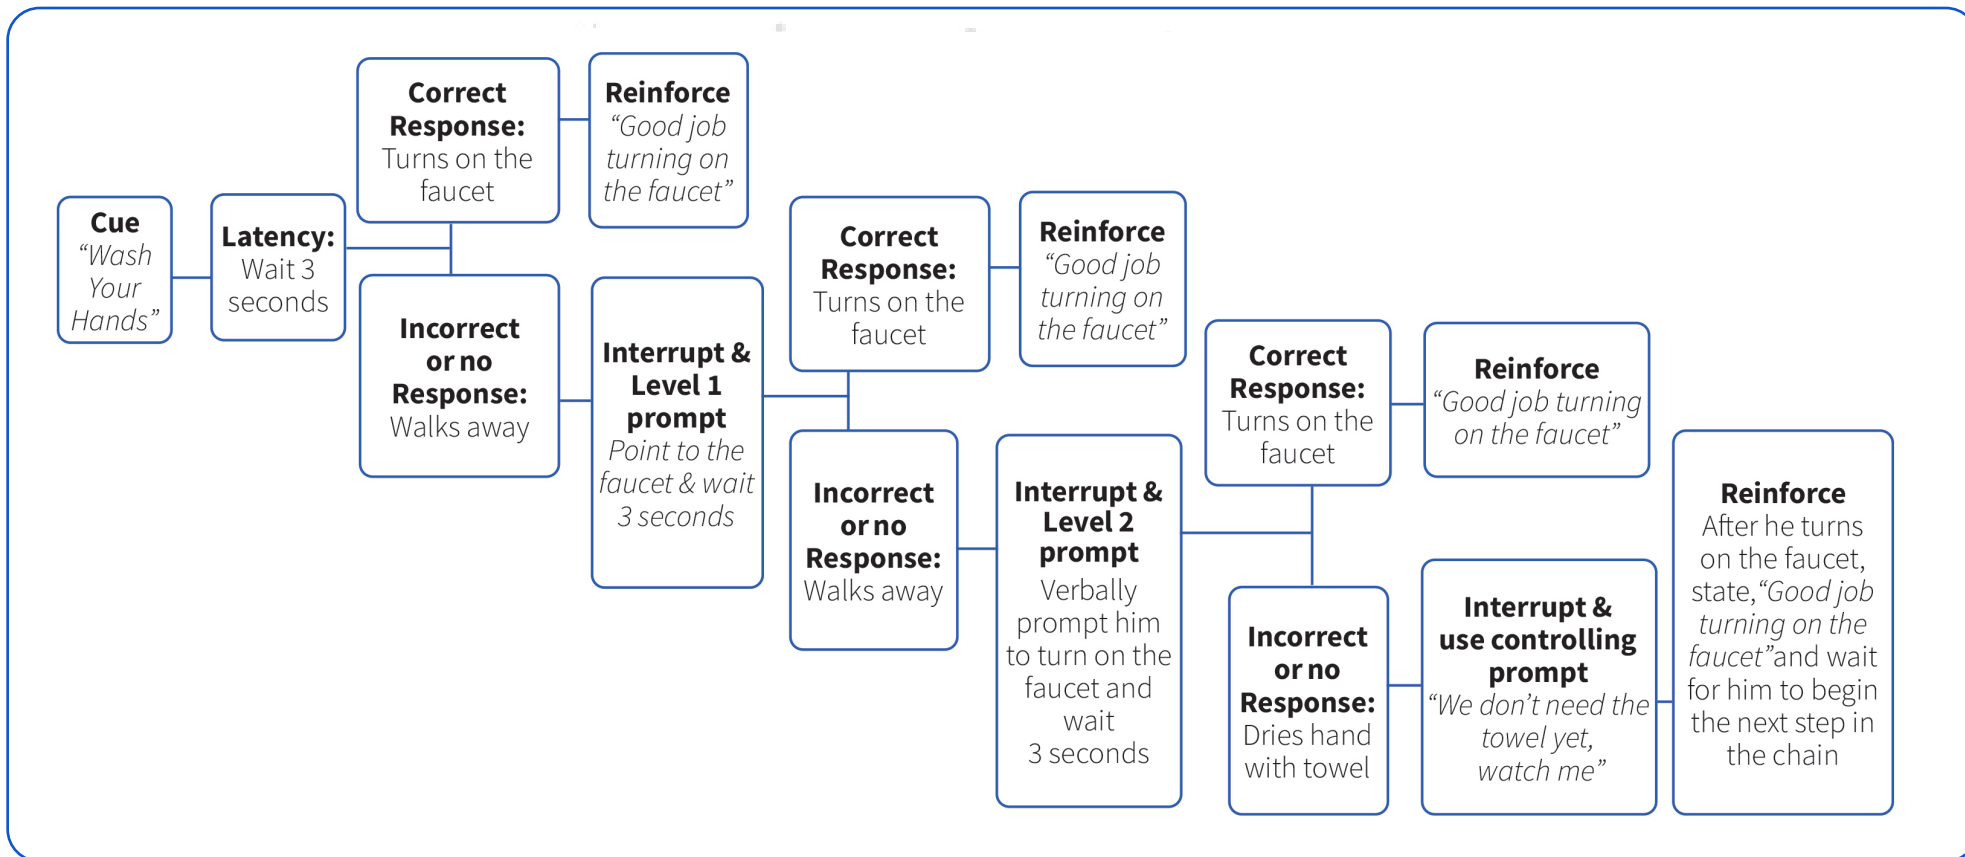 Cue
“Wash
Your
Hands”
Latency:
Wait 3
seconds
Correct
Response:
Turns on the
faucet
Reinforce
“Good job
turning on
the faucet”
Incorrect
or no
Response:
Walks away
Interrupt &
Level 1
prompt
Point to the
faucet & wait
3 seconds
Correct
Response:
Turns on the
faucet
Reinforce
“Good job
turning on
the faucet”
Incorrect
or no
Response:
Walks away
Interrupt &
Level 2
prompt
Verbally
prompt him
to turn on the
faucet and
wait
3 seconds
Correct
Response:
Turns on the
faucet
Reinforce
“Good job turning
on the faucet”
Incorrect
or no
Response:
Dries hand
with towel
Interrupt &
use controlling
prompt
“We don’t need the
towel yet,
watch me”
Reinforce
After he turns
on the faucet,
state,“Good job
turning on the
faucet”and wait
for him to begin
the next step in
the chain